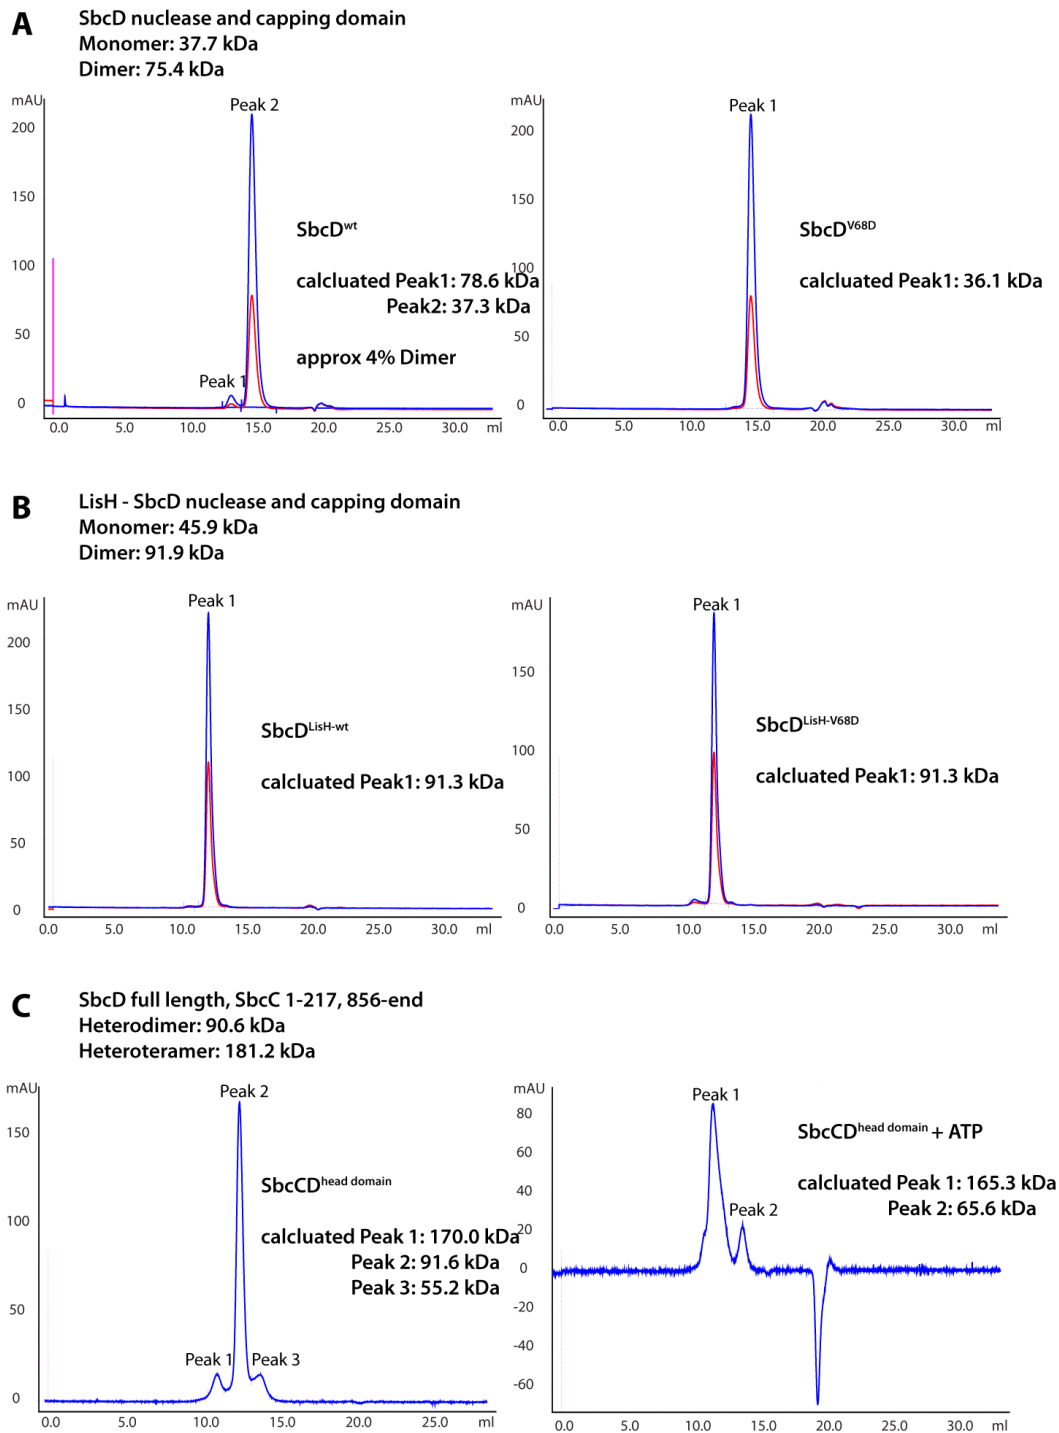 A
SbcD nuclease and capping domain
Monomer: 37.7 kDa
Dimer: 75.4 kDa
mAU
200
150
100
50
0
0.0 5.0 10.0 15.0 20.0 25.0 30.0 ml
Peak 2
Peak 1
SbcDwt
calcluated Peak1: 78.6 kDa
Peak2: 37.3 kDa
approx 4% Dimer
mAU
200
150
100
50
0
0.0 5.0 10.0 15.0 20.0 25.0 30.0 ml
Peak 1
SbcDV68D
calcluated Peak1: 36.1 kDa
B
LisH - SbcD nuclease and capping domain
Monomer: 45.9 kDa
Dimer: 91.9 kDa
mAU
200
150
100
50
0
0.0 5.0 10.0 15.0 20.0 25.0 30.0 ml
Peak 1
SbcDLisH-wt
calcluated Peak1: 91.3 kDa
mAU
150
100
50
0
0.0 5.0 10.0 15.0 20.0 25.0 30.0 ml
Peak 1
SbcDLisH-V68D
calcluated Peak1: 91.3 kDa
C
SbcD full length, SbcC 1-217, 856-end
Heterodimer: 90.6 kDa
Heteroteramer: 181.2 kDa
mAU
150
100
50
0
0.0 5.0 10.0 15.0 20.0 25.0 ml
Peak 2
Peak 1
Peak 3
SbcCDhead domain
calcluated Peak 1: 170.0 kDa
Peak 2: 91.6 kDa
Peak 3: 55.2 kDa
mAU
80
60
40
20
0
-20
-40
-60
0.0 5.0 10.0 15.0 20.0 25.0 30.0 ml
Peak 1
Peak 2
SbcCDhead domain + ATP
calcluated Peak 1: 165.3 kDa
Peak 2: 65.6 kDa